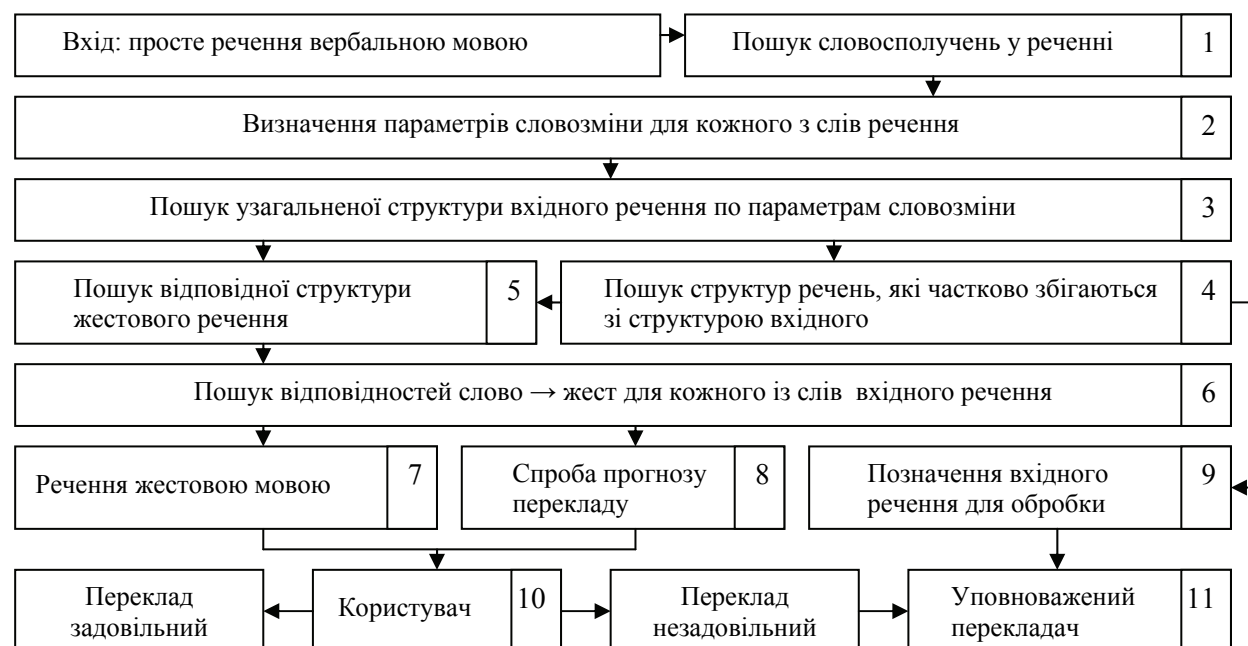 Вхід: просте речення вербальною мовою
Пошук словосполучень у реченні
1
Визначення параметрів словозміни для кожного з слів речення
2
Пошук узагальненої структури вхідного речення по параметрам словозміни
3
Пошук відповідної структури
жестового речення
5
Пошук структур речень, які частково збігаються
зі структурою вхідного
4
Пошук відповідностей слово → жест для кожного із слів вхідного речення
6
Речення жестовою мовою
7
Спроба прогнозу
перекладу
8
Позначення вхідного
речення для обробки
9
Переклад
задовільний
Користувач
10
Переклад
незадовільний
Уповноважений
перекладач
11